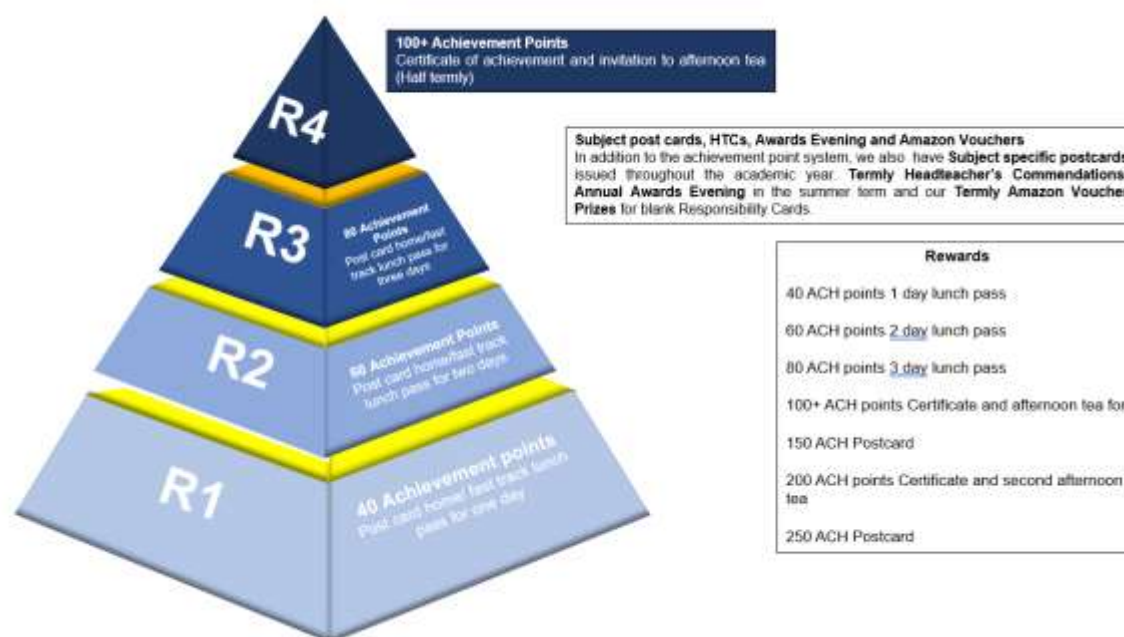 R4
100+ Achievement Points
Certificate of achievement and invitation to afternoon tea
(Half termly)
Subject post cards, HTCs, Awards Evening and Amazon Vouchers
In addition to the achievement point system, we also have Subject specific postcards
issued throughout the academic year. Termly Headteacher's Commendations
Annual Awards Evening in the summer term and our Termly Amazon Voucher
Prizes for blank Responsibility Cards.
R3
80 Achievement
Points
Post card home/fast
track lunch pass for
three days
R2
60 Achievement Points
Post card home/fast track
lunch pass for two days
R1
40 Achievement points
Post card home/ fast track lunch
pass for one day
Rewards
40 ACH points 1 day lunch pass
60 ACH points 2 day lunch pass
80 ACH points 3 day lunch pass
100+ ACH points Certificate and afternoon tea for
150 ACH Postcard
200 ACH points Certificate and second afternoon
tea
250 ACH Postcard